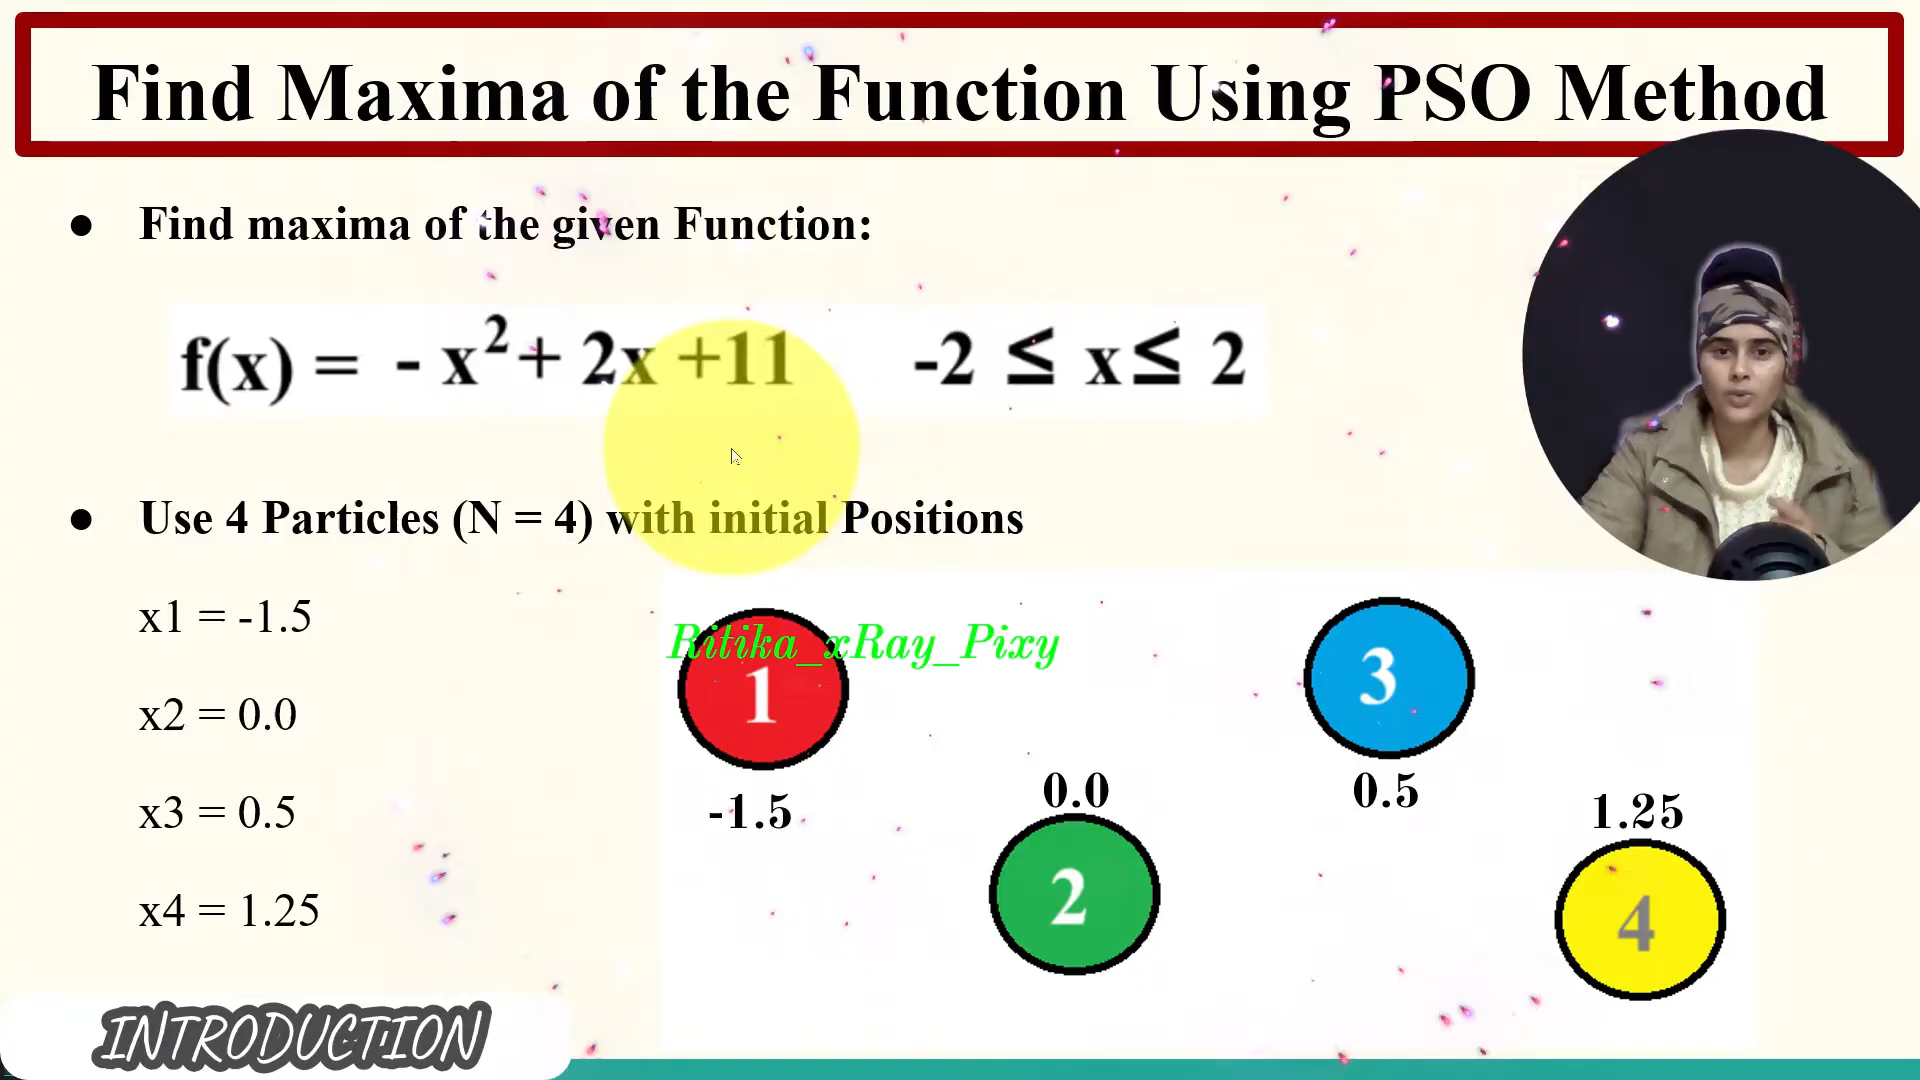 Find Maxima of the Function Using PSO Method
● Find maxima of the given Function:
f(x) = - x² + 2x +11 -2 ≤ x ≤ 2
● Use 4 Particles (N = 4) with initial Positions
x1 = -1.5
x2 = 0.0
x3 = 0.5
x4 = 1.25
Ritika_xRay_Pixy
1
3
-1.5
0.0
0.5
1.25
2
4
INTRODUCTION